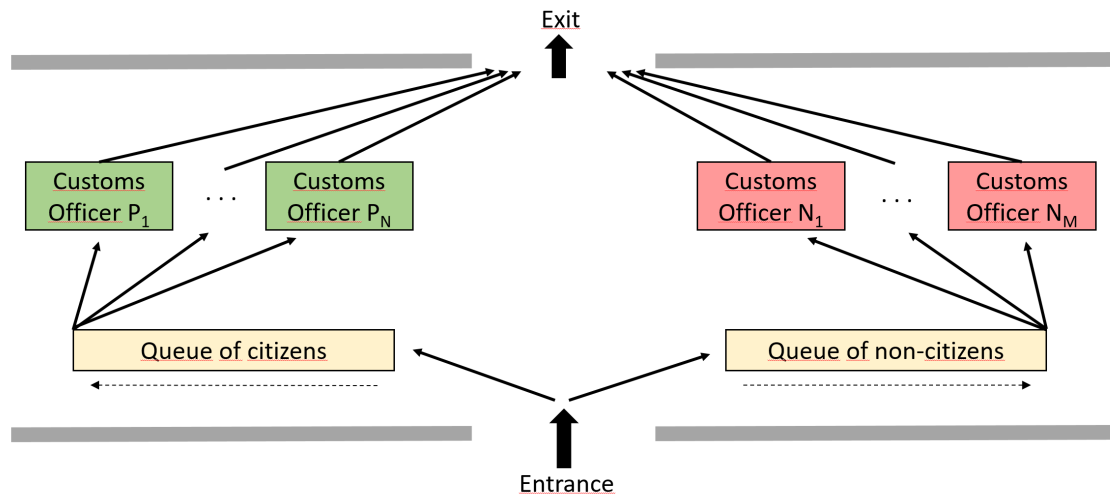 Exit
Customs
Officer P1
. . .
Customs
Officer PN
Customs
Officer N1
. . .
Customs
Officer NM
Queue of citizens
Queue of non-citizens
Entrance